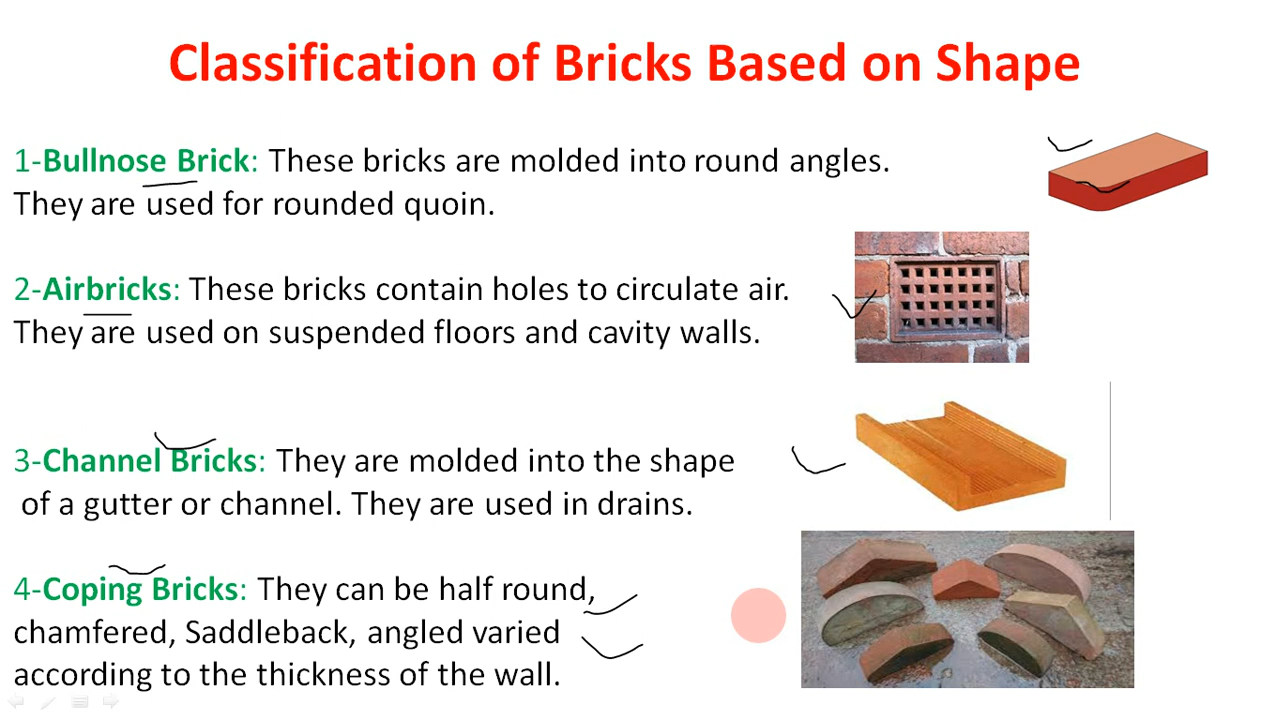 Classification of Bricks Based on Shape
1-Bullnose Brick: These bricks are molded into round angles.
They are used for rounded quoin.
2-Airbricks: These bricks contain holes to circulate air.
They are used on suspended floors and cavity walls.
3-Channel Bricks: They are molded into the shape
of a gutter or channel. They are used in drains.
4-Coping Bricks: They can be half round,
chamfered, Saddleback, angled varied
according to the thickness of the wall.